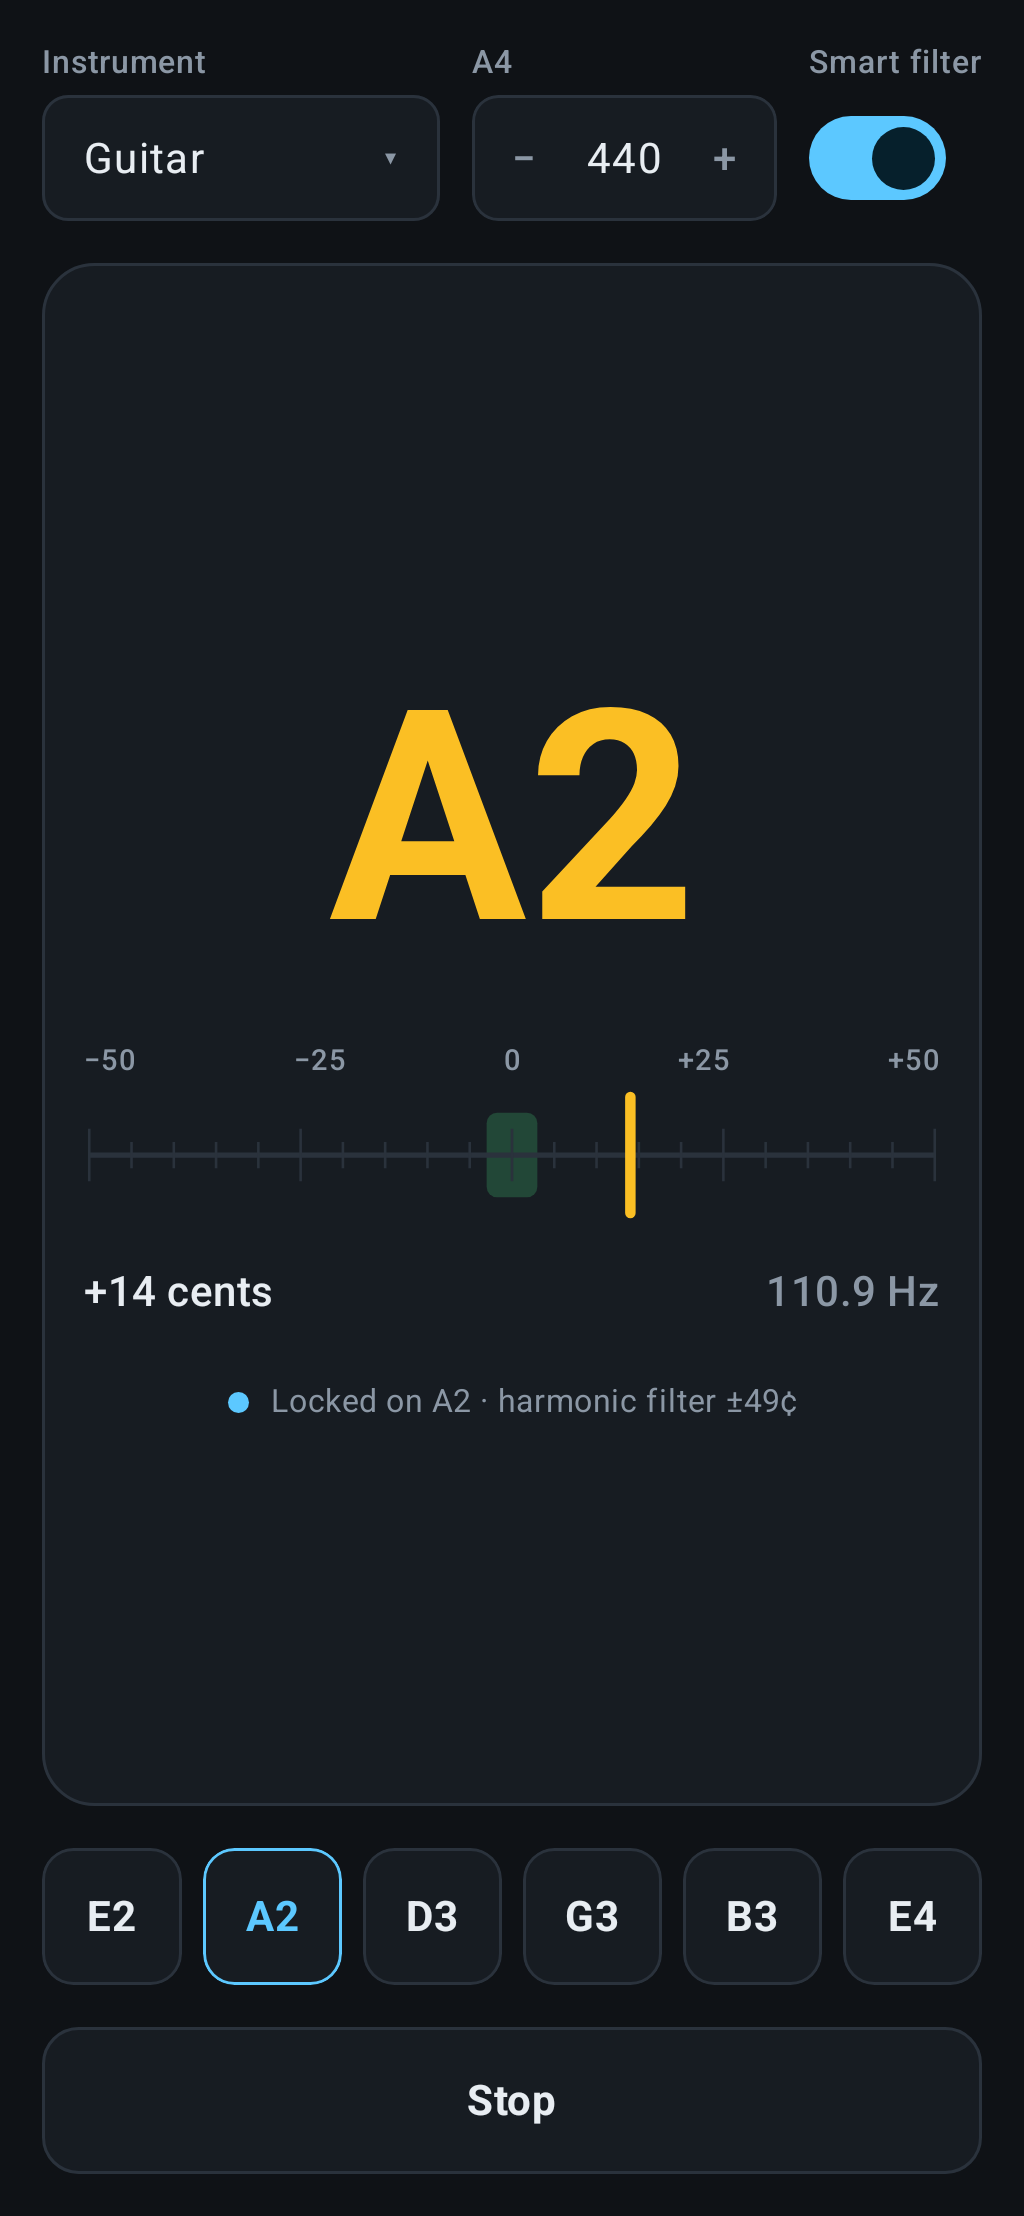 Instrument
A4
Smart filter
Guitar ▾
− 440 +
A2
−50 −25 0 +25 +50
+14 cents
110.9 Hz
Locked on A2 · harmonic filter ±49¢
E2 A2 D3 G3 B3 E4
Stop